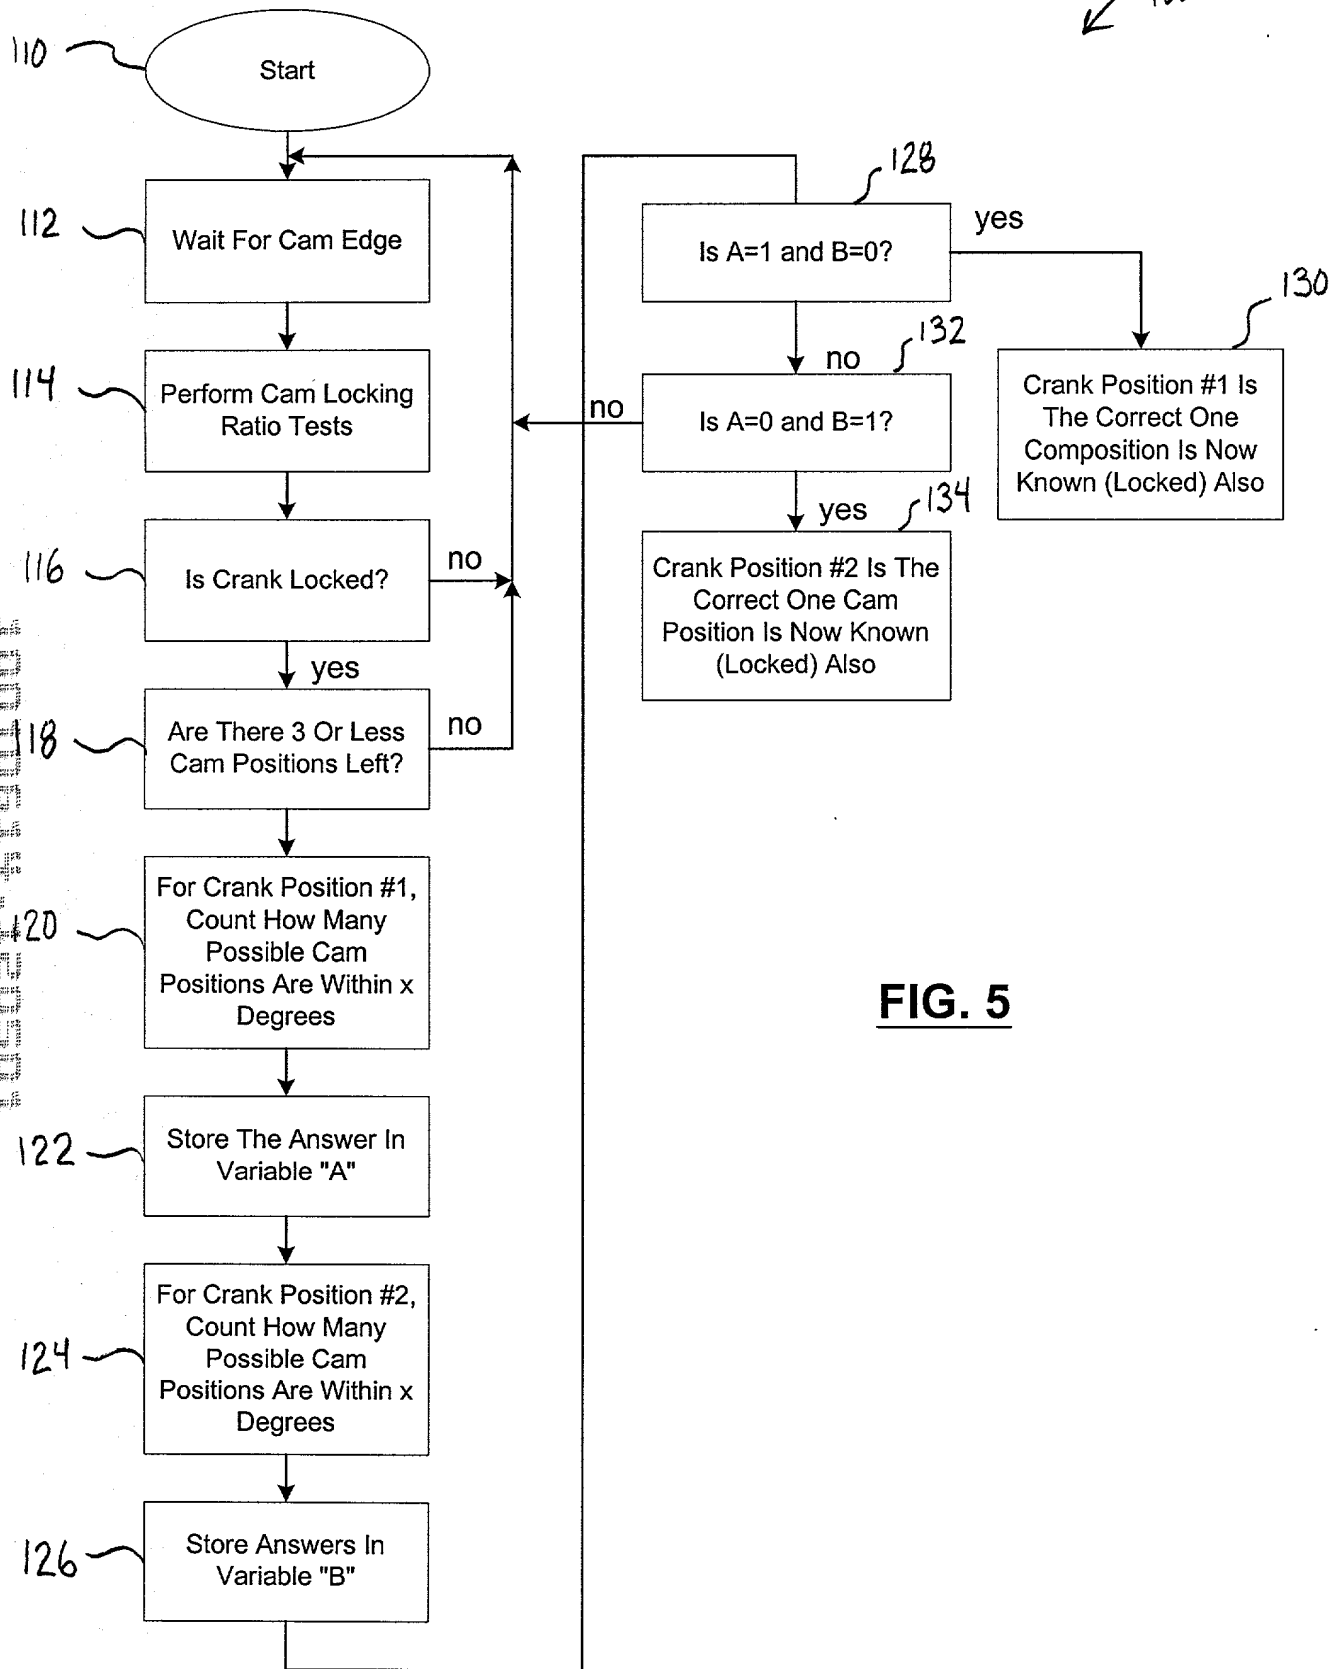 110
Start
112
Wait For Cam Edge
114
Perform Cam Locking
Ratio Tests
116
Is Crank Locked?
no
yes
118
Are There 3 Or Less
Cam Positions Left?
no
120
For Crank Position #1,
Count How Many
Possible Cam
Positions Are Within x
Degrees
122
Store The Answer In
Variable "A"
124
For Crank Position #2,
Count How Many
Possible Cam
Positions Are Within x
Degrees
126
Store Answers In
Variable "B"
128
Is A=1 and B=0?
yes
130
Crank Position #1 Is
The Correct One
Composition Is Now
Known (Locked) Also
no
132
Is A=0 and B=1?
no
yes
134
Crank Position #2 Is The
Correct One Cam
Position Is Now Known
(Locked) Also
FIG. 5